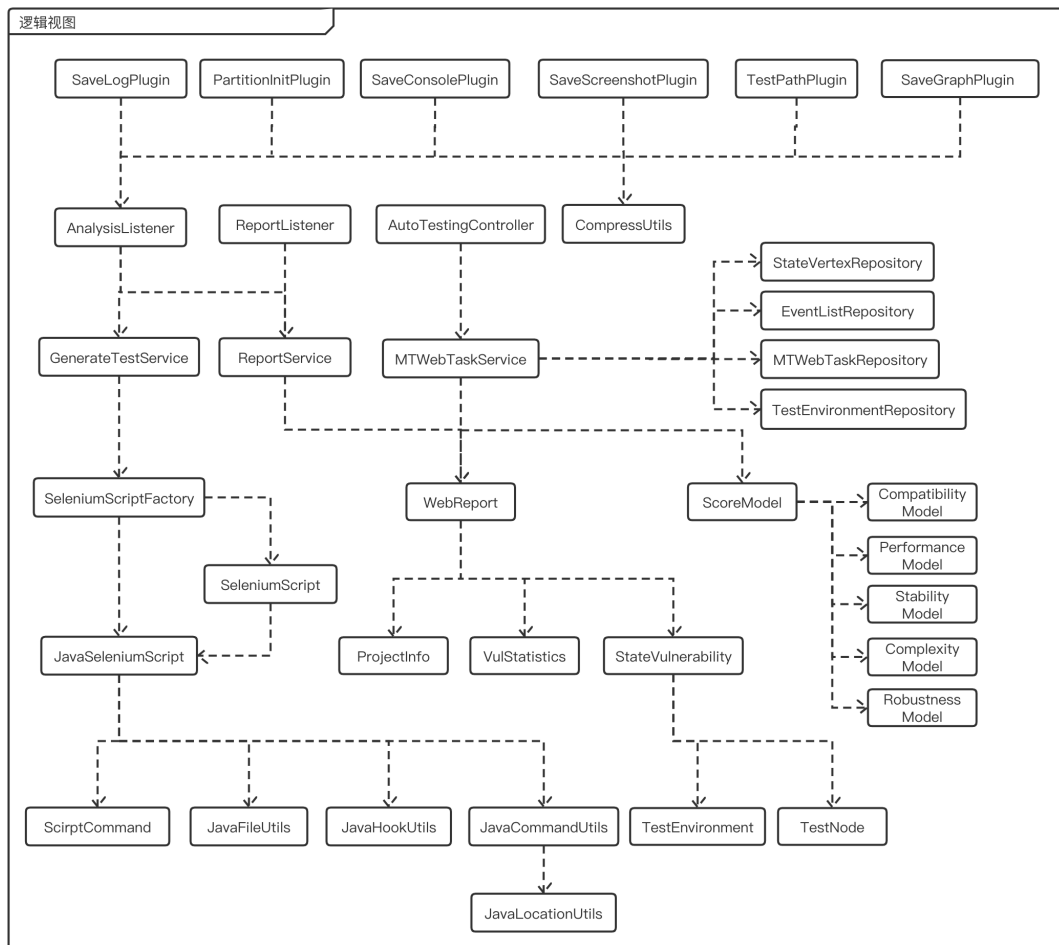 逻辑视图
SaveLogPlugin
PartitionInitPlugin
SaveConsolePlugin
SaveScreenshotPlugin
TestPathPlugin
SaveGraphPlugin
AnalysisListener
ReportListener
AutoTestingController
CompressUtils
StateVertexRepository
EventListRepository
GenerateTestService
ReportService
MTWebTaskService
MTWebTaskRepository
TestEnvironmentRepository
SeleniumScriptFactory
WebReport
ScoreModel
Compatibility
Model
Performance
Model
SeleniumScript
Stability
Model
JavaSeleniumScript
ProjectInfo
VulStatistics
StateVulnerability
Complexity
Model
Robustness
Model
ScirptCommand
JavaFileUtils
JavaHookUtils
JavaCommandUtils
TestEnvironment
TestNode
JavaLocationUtils